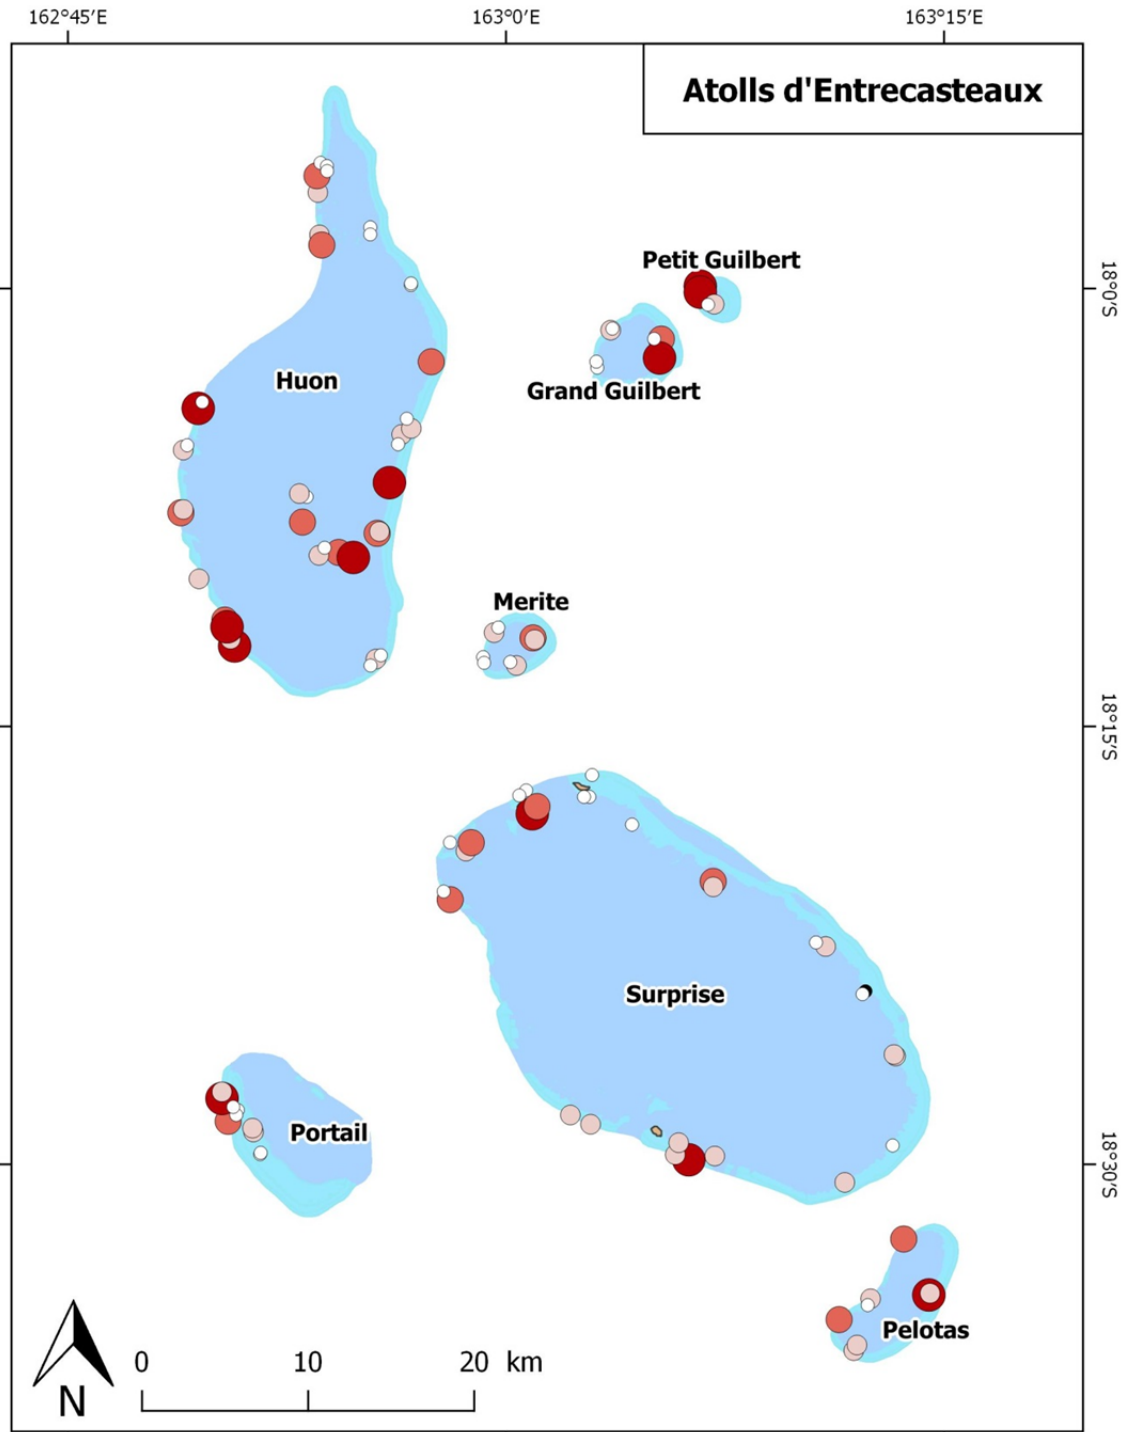 162°45′E 163°0′E 163°15′E
Atolls d'Entrecasteaux
Petit Guilbert
18°0′S
Huon
Grand Guilbert
Merite
18°15′S
Surprise
Portail
18°30′S
Pelotas
0 10 20 km
N